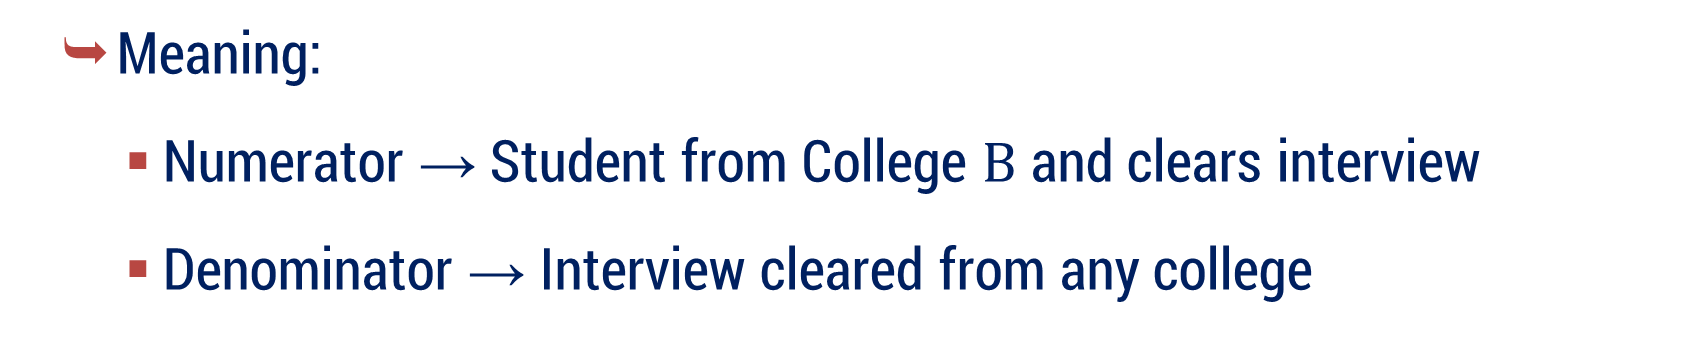 ➥ Meaning:
▪ Numerator → Student from College B and clears interview
▪ Denominator → Interview cleared from any college